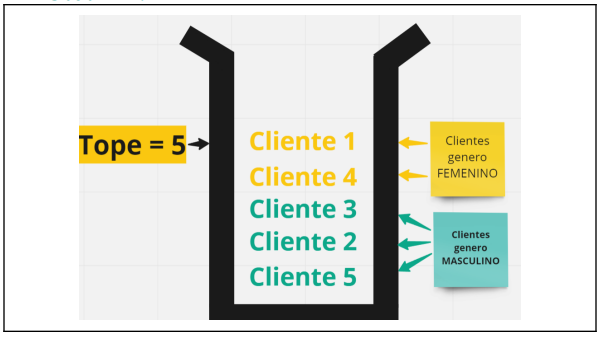 Tope = 5
Cliente 1
Cliente 4
Cliente 3
Cliente 2
Cliente 5
Clientes
genero
FEMENINO
Clientes
genero
MASCULINO